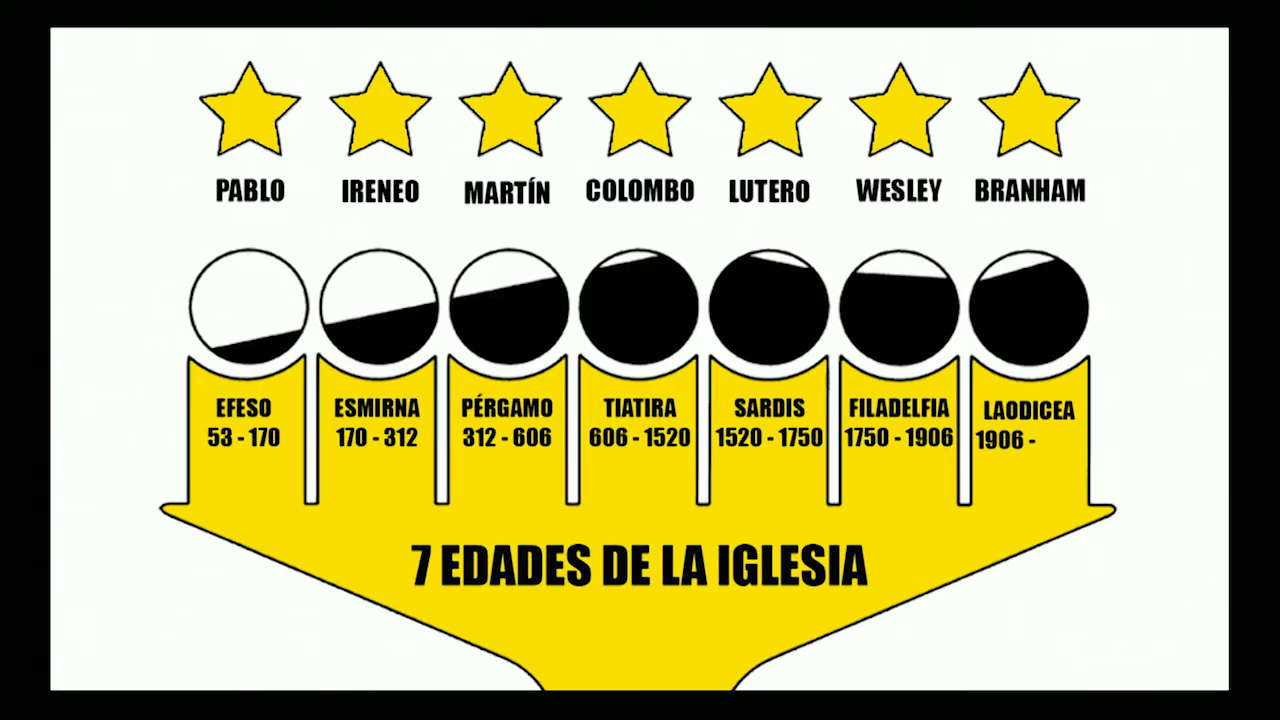 PABLO IRENEO MARTÍN COLOMBO LUTERO WESLEY BRANHAM
EFESO ESMIRNA PÉRGAMO TIATIRA SARDIS FILADELFIA LAODICEA
53 - 170 170 - 312 312 - 606 606 - 1520 1520 - 1750 1750 - 1906 1906 -
7 EDADES DE LA IGLESIA